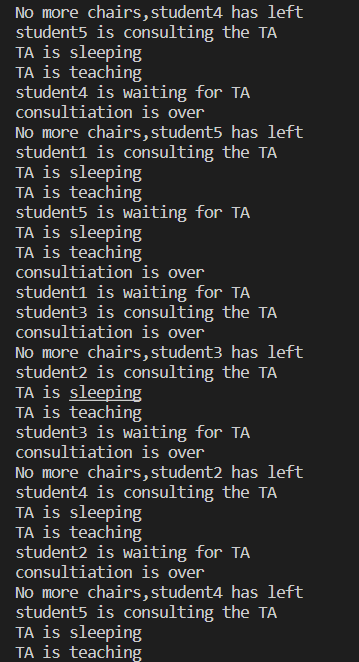 No more chairs,student4 has left
student5 is consulting the TA
TA is sleeping
TA is teaching
student4 is waiting for TA
consultiation is over
No more chairs,student5 has left
student1 is consulting the TA
TA is sleeping
TA is teaching
student5 is waiting for TA
TA is sleeping
TA is teaching
consultiation is over
student1 is waiting for TA
student3 is consulting the TA
consultiation is over
No more chairs,student3 has left
student2 is consulting the TA
TA is sleeping
TA is teaching
student3 is waiting for TA
consultiation is over
No more chairs,student2 has left
student4 is consulting the TA
TA is sleeping
TA is teaching
student2 is waiting for TA
consultiation is over
No more chairs,student4 has left
student5 is consulting the TA
TA is sleeping
TA is teaching